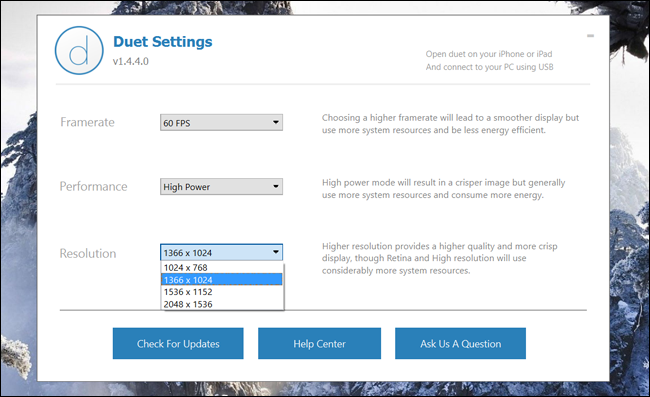 d
Duet Settings
v1.4.4.0
Open duet on your iPhone or iPad
And connect to your PC using USB
Framerate
60 FPS
Choosing a higher framerate will lead to a smoother display but
use more system resources and be less energy efficient.
Performance
High Power
High power mode will result in a crisper image but generally
use more system resources and consume more energy.
Resolution
1366 x 1024
1024 x 768
1366 x 1024
1536 x 1152
2048 x 1536
Higher resolution provides a higher quality and more crisp
display, though Retina and High resolution will use
considerably more system resources.
Check For Updates
Help Center
Ask Us A Question